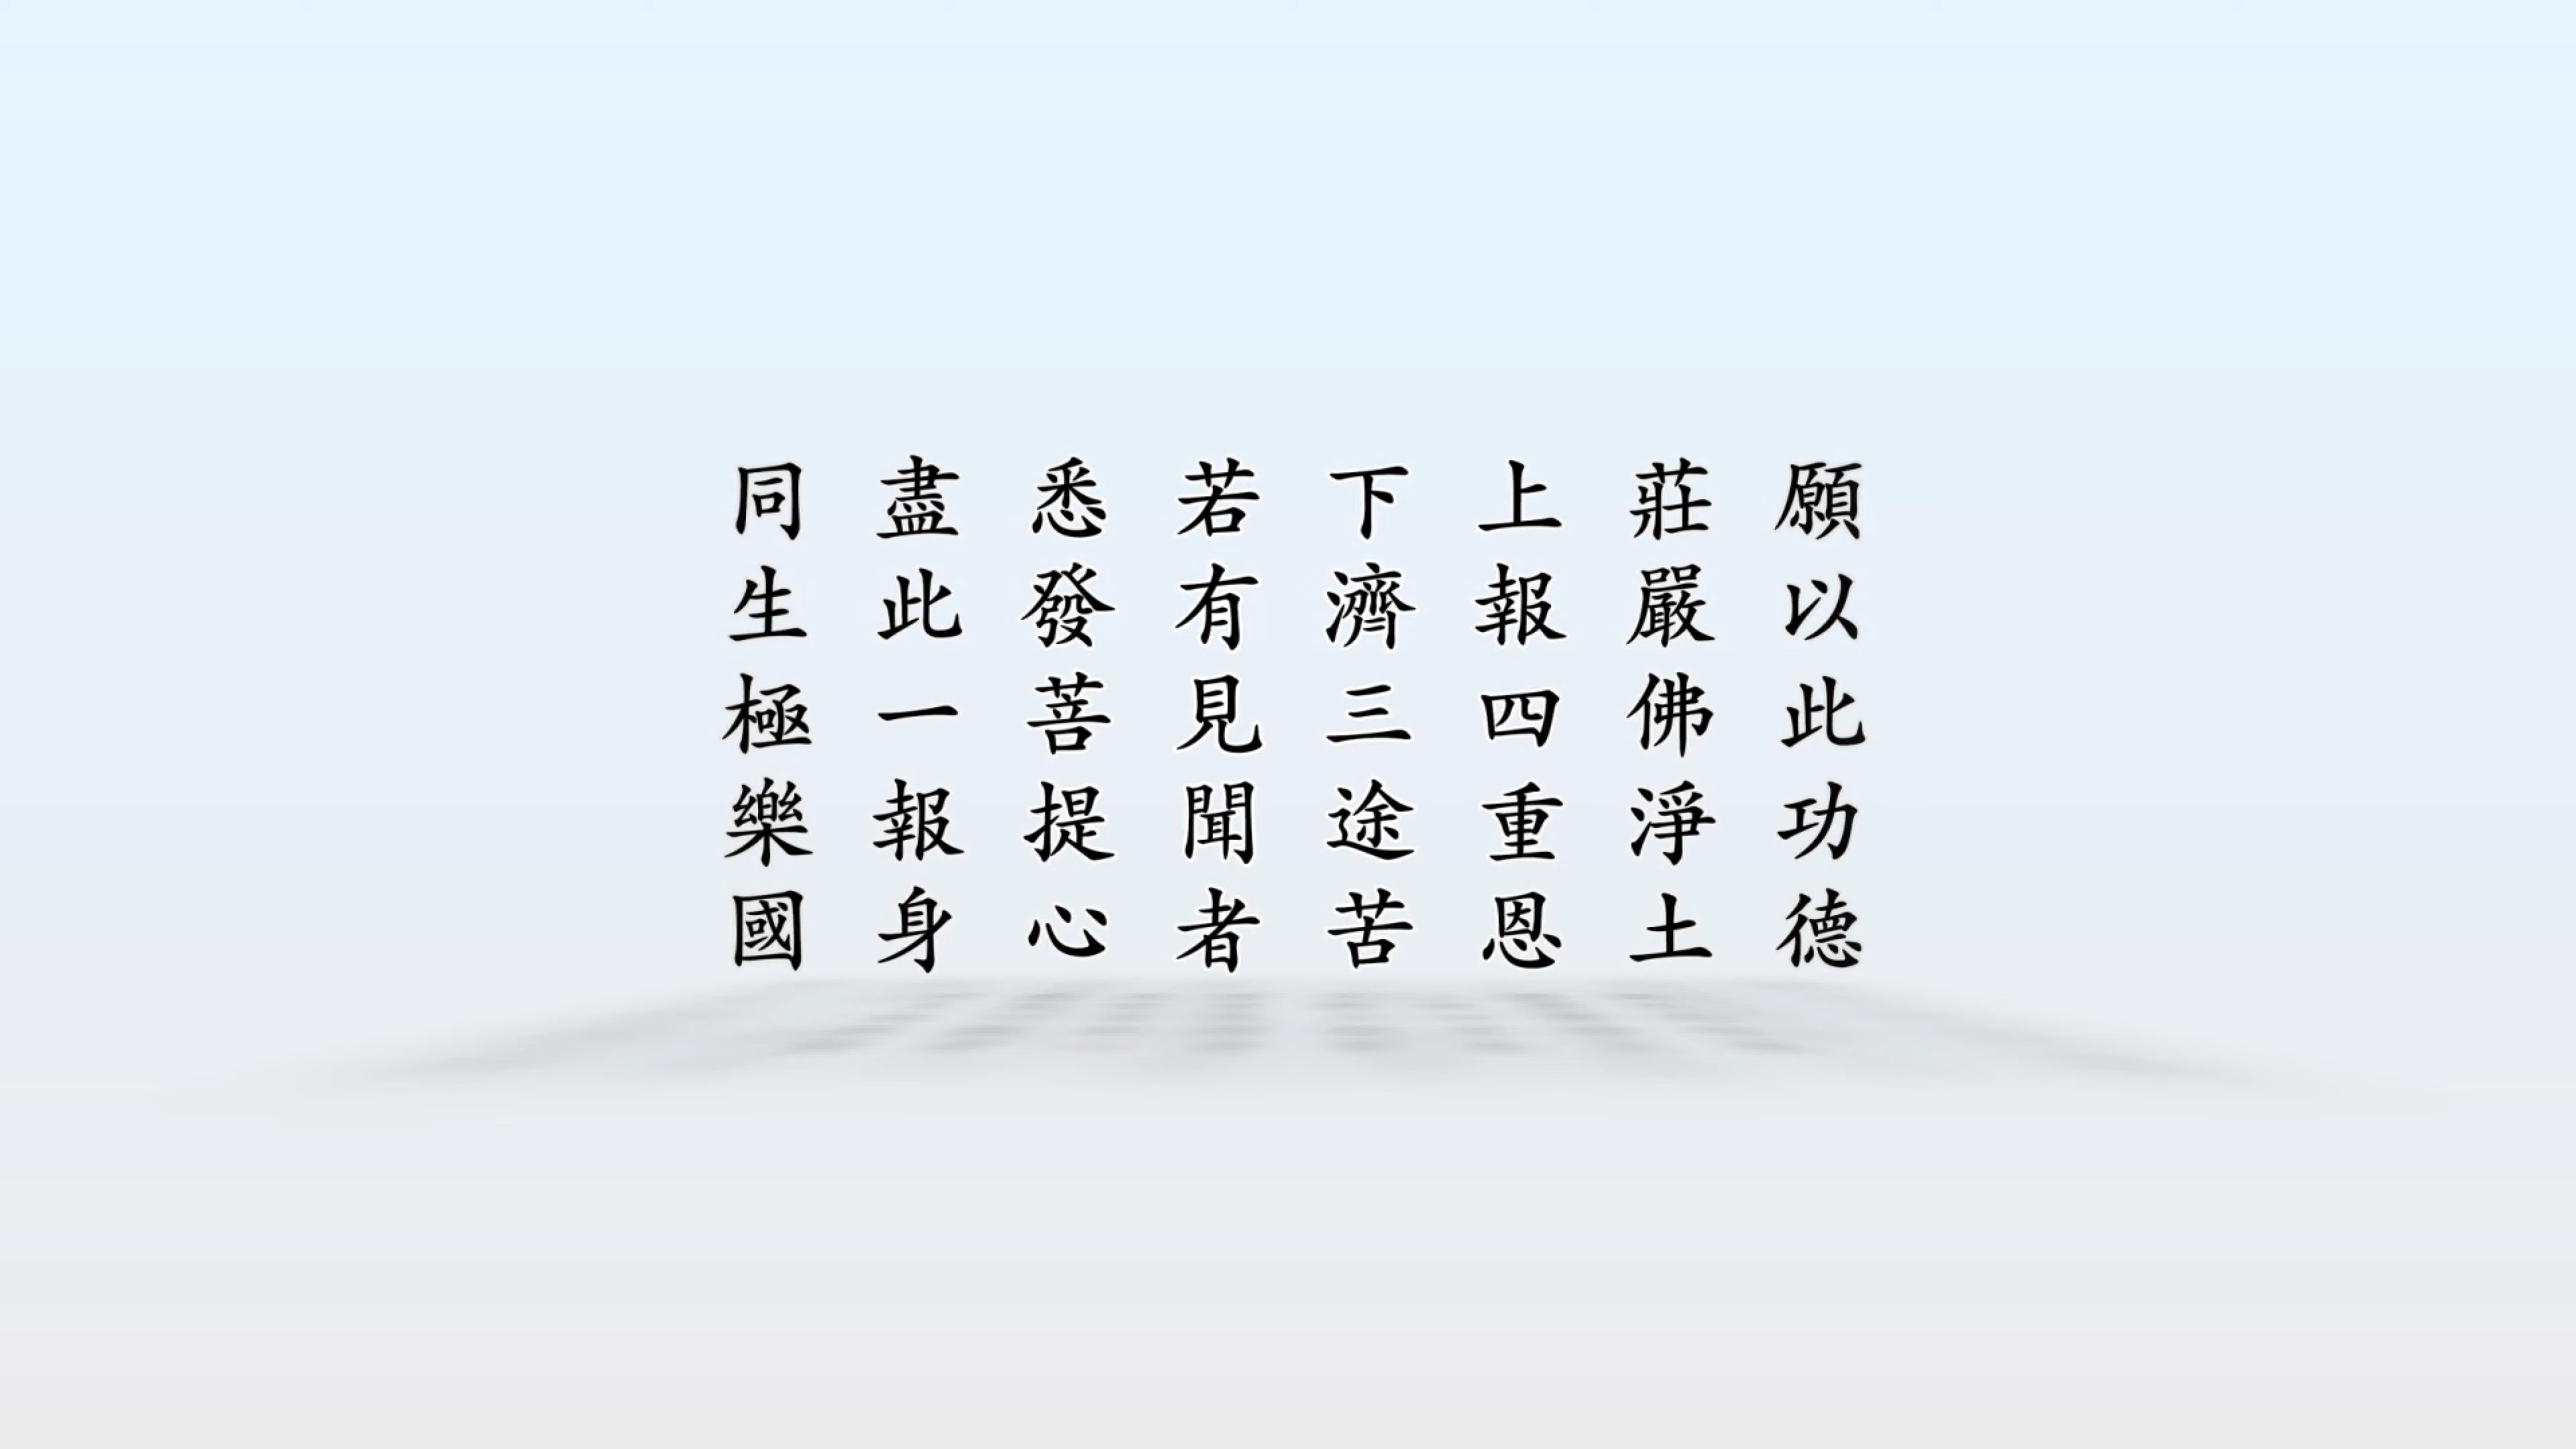 願以此功德
莊嚴佛淨土
上報四重恩
下濟三途苦
若有見聞者
悉發菩提心
盡此一報身
同生極樂國